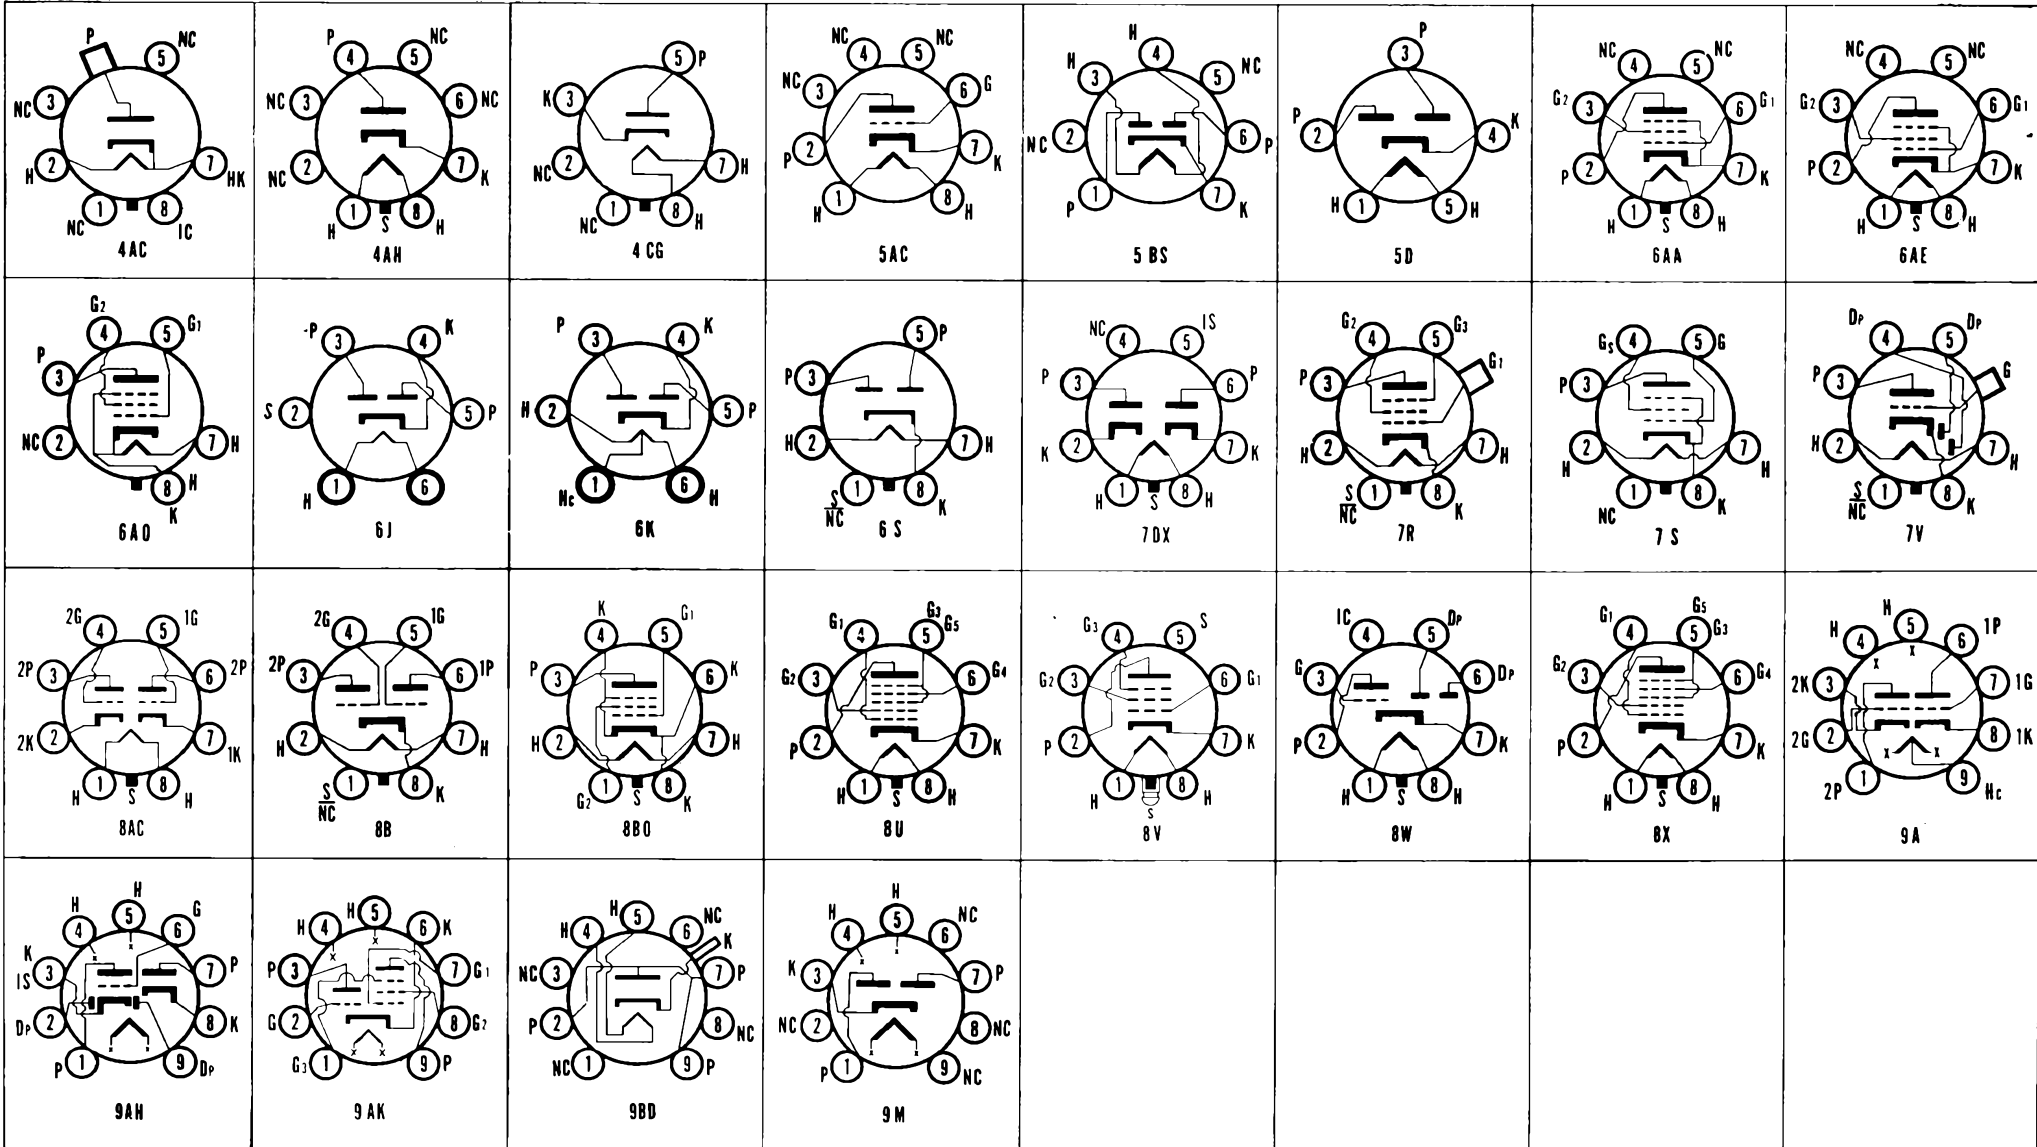 P 5 NC
NC 3
H 2 7 HK
NC 1 8 IC
4AC
P 4 5 NC
NC 3 6 NC
NC 2 7 K
H 1 S 8 H
4AH
5 P
K 3
NC 2 7 H
NC 1 8 H
4CG
NC 4 5 NC
NC 3 6 G
P 2 7 K
H 1 8 H
5AC
H 4
H 3 5 NC
NC 2 6 P
P 1 7 K
5BS
P
3
P 2 4 K
H 1 5 H
5D
NC 4 5 NC
G2 3 6 G1
P 2 7 K
H 1 S 8 H
6AA
NC 4 5 NC
G2 3 6 G1
P 2 7 K
H 1 S 8 H
6AE
G2 4 5 G1
P 3
NC 2 7 H
8 H
K
6AO
P 3 4 K
S 2 5 P
H 1 6
6J
P 3 4 K
H 2 5 P
Hc 1 6 H
6K
5 P
P 3
H 2 7 H
S/NC 1 8 K
6S
NC 4 5 IS
P 3 6 P
K 2 7 K
H 1 S 8 H
7DX
G2 4 5 G3
P 3 G1
H 2 7 H
S/NC 1 8 K
7R
Gs 4 5 G
P 3
H 2 7 H
NC 1 8 K
7S
DP 4 5 DP
P 3 G
H 2 7 H
S/NC 1 8 K
7V
2G 4 5 1G
2P 3 6 2P
2K 2 7 1K
H 1 S 8 H
8AC
2G 4 5 1G
2P 3 6 1P
H 2 7 H
S/NC 1 8 K
8B
K 4 5 G1
P 3 6 K
H 2 7 H
G2 1 S 8 K
8BO
G1 4 5 G3 G5
G2 3 6 G4
P 2 7 K
H 1 S 8 H
8U
G3 4 5 S
G2 3 6 G1
P 2 7 K
H 1 S 8 H
8V
IC 4 5 DP
G 3 6 DP
P 2 7 K
H 1 S 8 H
8W
G1 4 5 G5 G3
G2 3 6 G4
P 2 7 K
H 1 S 8 H
8X
H 4 H 5 6 1P
2K 3 x x 7 1G
2G 2 x x 8 1K
2P 1 9 Hc
9A
H 4 H 5 6 G
K IS 3 x x 7 P
DP 2 8 K
P 1 x x 9 DP
9AH
H 4 H 5 6 K
P 3 x x 7 G1
G 2 8 G2
G3 1 x x 9 P
9AK
H 4 H 5 6 NC K
NC 3 7 P
P 2 8 NC
NC 1 9 P
9BD
H 4 H 5 6 NC
K 3 x x 7 P
NC 2 8 NC
P 1 x x 9 NC
9M